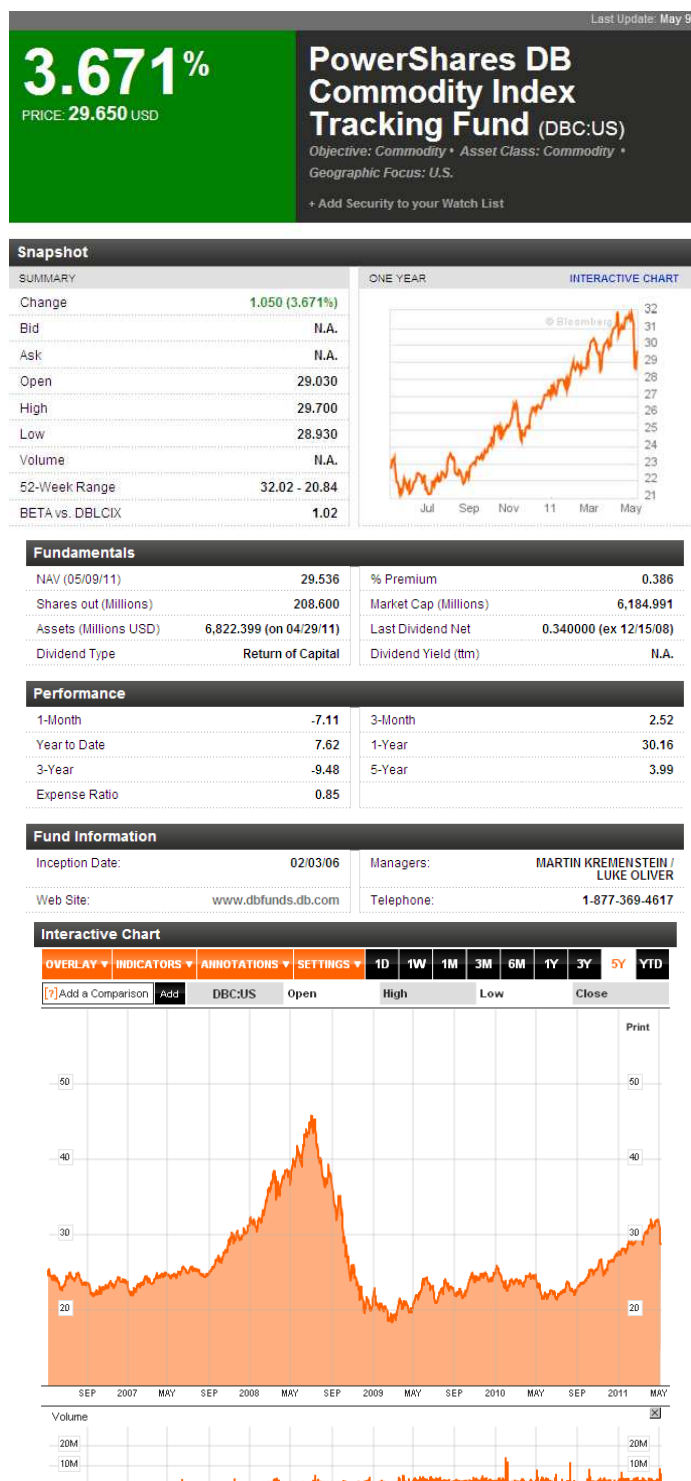 Last Update: May 9
3.671%
PRICE: 29.650 USD
PowerShares DB
Commodity Index
Tracking Fund (DBC:US)
Objective: Commodity • Asset Class: Commodity •
Geographic Focus: U.S.
+ Add Security to your Watch List
Snapshot
SUMMARY
Change 1.050 (3.671%)
Bid N.A.
Ask N.A.
Open 29.030
High 29.700
Low 28.930
Volume N.A.
52-Week Range 32.02 - 20.84
BETA vs. DBLCIX 1.02
ONE YEAR INTERACTIVE CHART
© Bloomberg
32
31
30
29
28
27
26
25
24
23
22
21
Jul Sep Nov 11 Mar May
Fundamentals
NAV (05/09/11) 29.536 % Premium 0.386
Shares out (Millions) 208.600 Market Cap (Millions) 6,184.991
Assets (Millions USD) 6,822.399 (on 04/29/11) Last Dividend Net 0.340000 (ex 12/15/08)
Dividend Type Return of Capital Dividend Yield (ttm) N.A.
Performance
1-Month -7.11 3-Month 2.52
Year to Date 7.62 1-Year 30.16
3-Year -9.48 5-Year 3.99
Expense Ratio 0.85
Fund Information
Inception Date: 02/03/06 Managers: MARTIN KREMENSTEIN /
LUKE OLIVER
Web Site: www.dbfunds.db.com Telephone: 1-877-369-4617
Interactive Chart
OVERLAY ▼ INDICATORS ▼ ANNOTATIONS ▼ SETTINGS ▼ 1D 1W 1M 3M 6M 1Y 3Y 5Y YTD
[?]Add a Comparison Add DBC:US Open High Low Close
Print
50 50
40 40
30 30
20 20
SEP 2007 MAY SEP 2008 MAY SEP 2009 MAY SEP 2010 MAY SEP 2011 MAY
Volume
20M 20M
10M 10M